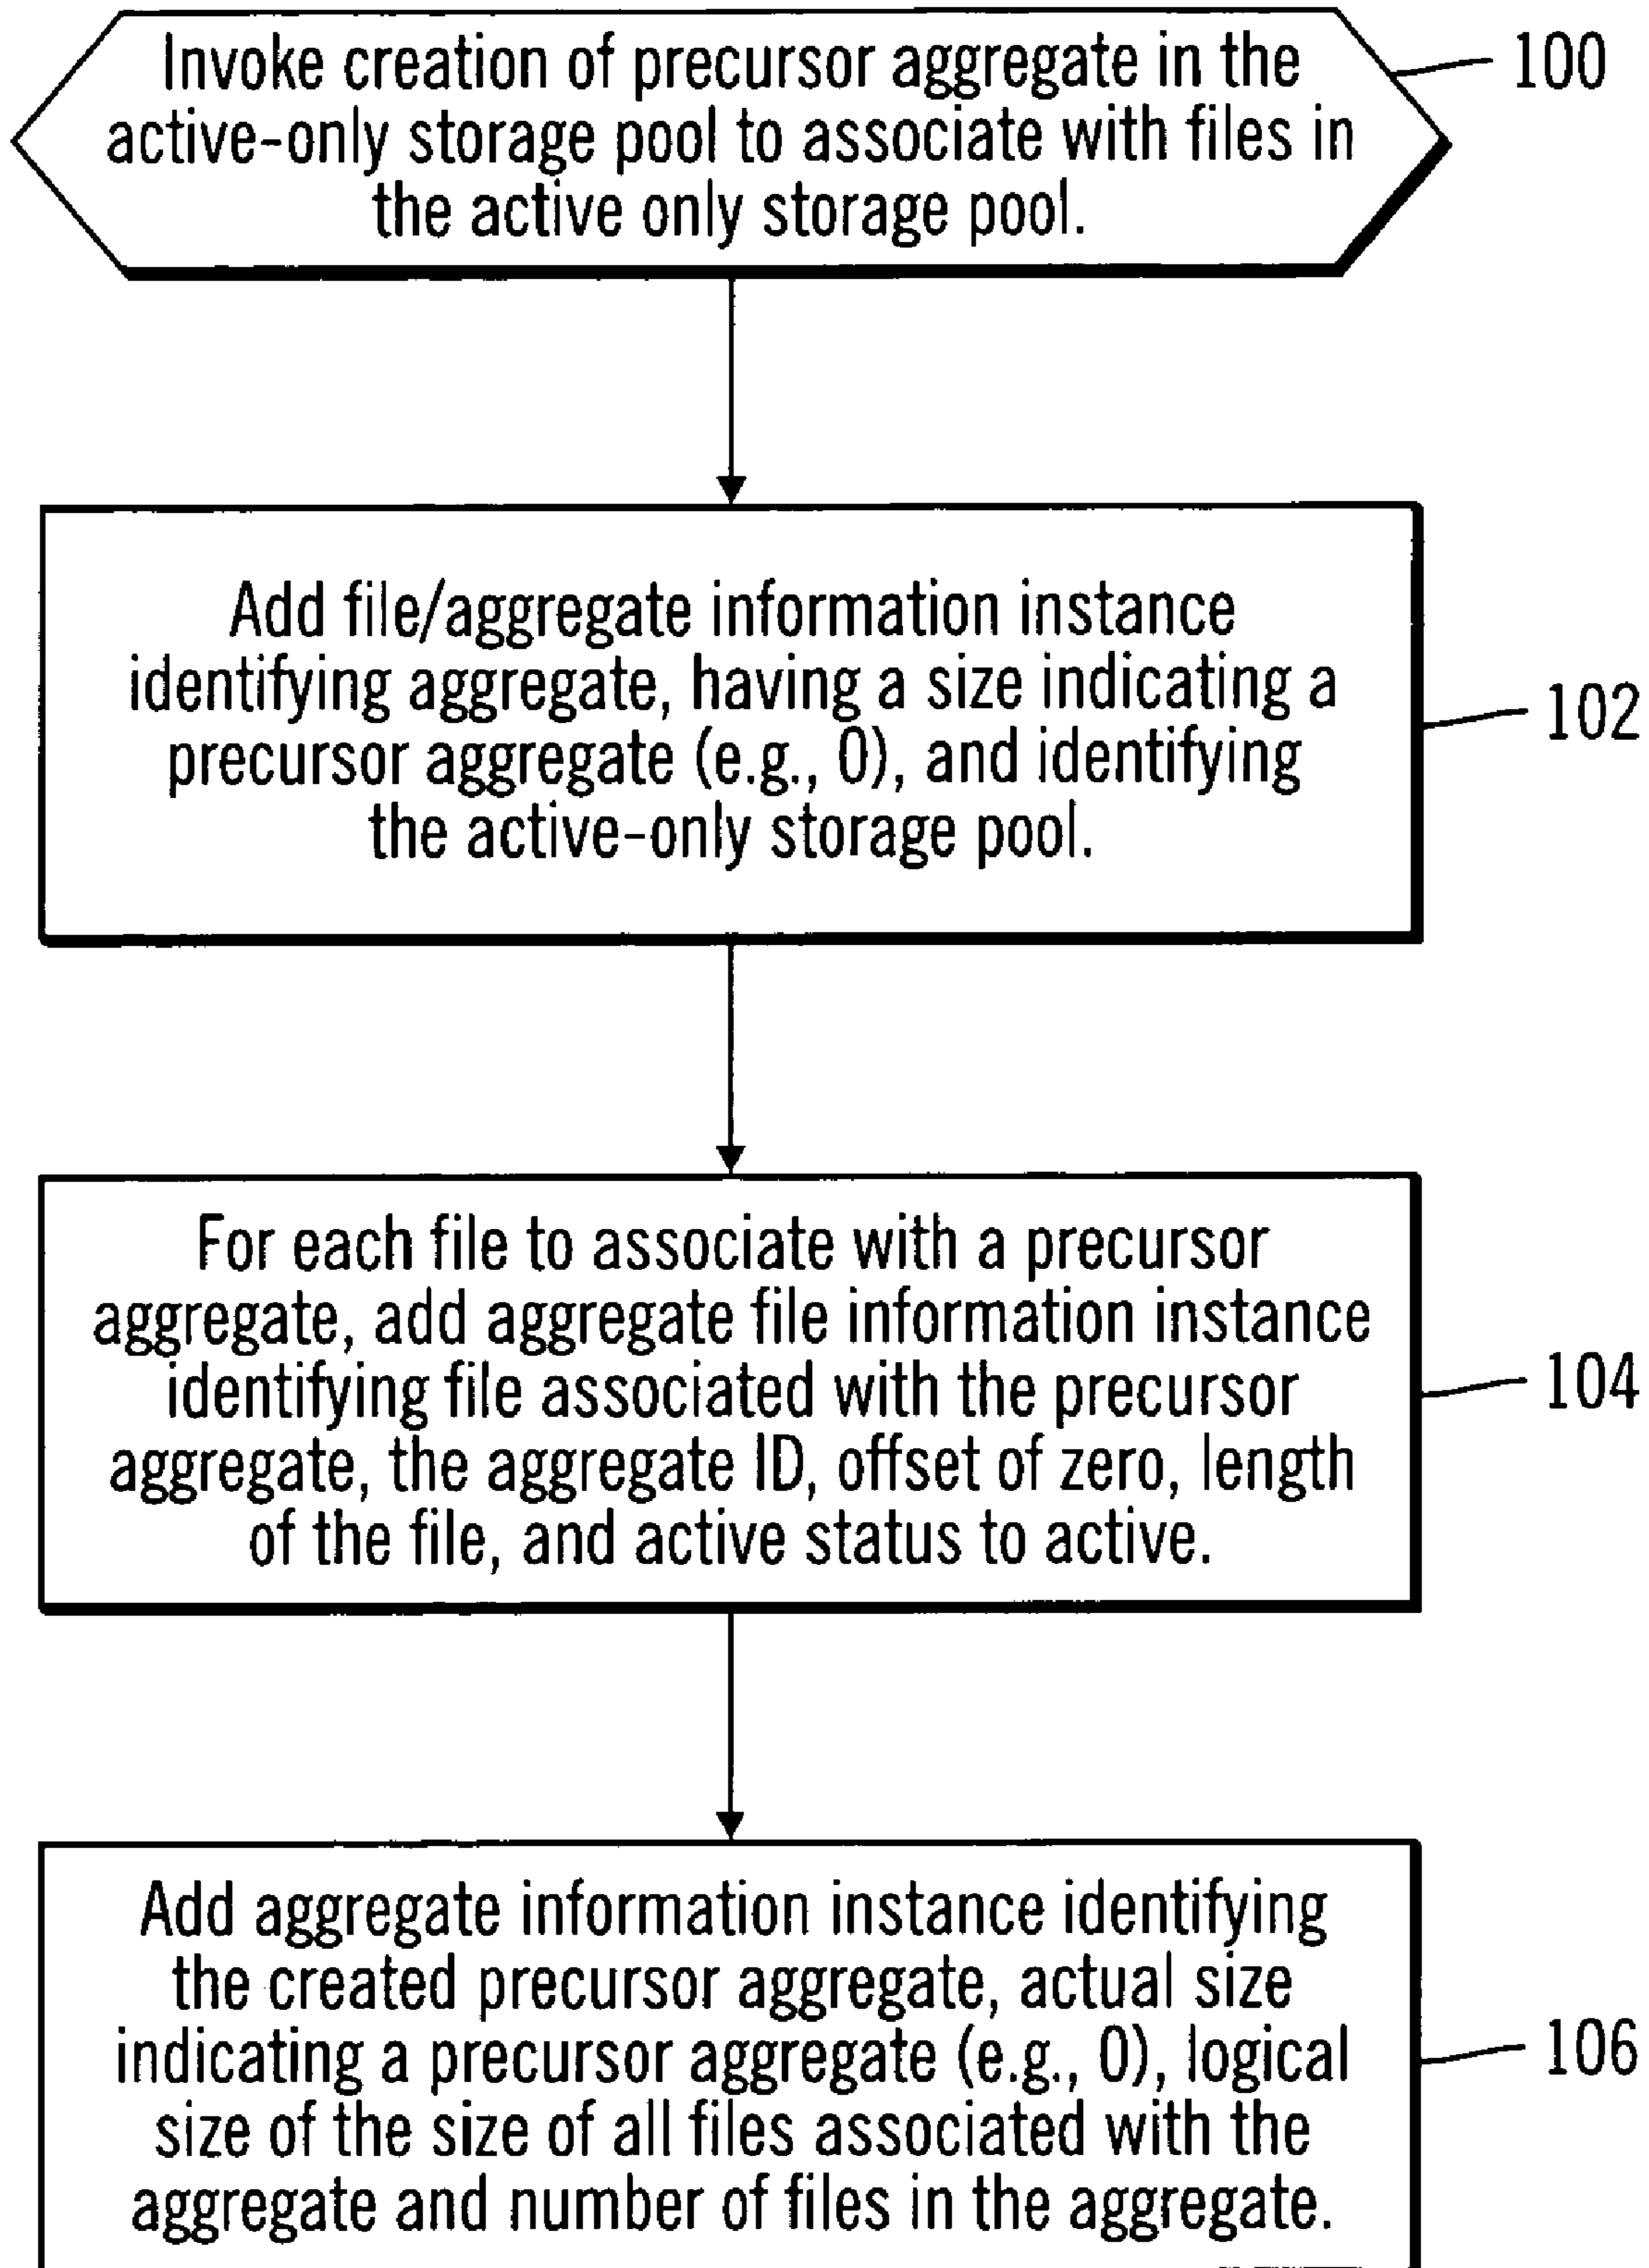 Invoke creation of precursor aggregate in the
active-only storage pool to associate with files in
the active only storage pool.
100
Add file/aggregate information instance
identifying aggregate, having a size indicating a
precursor aggregate (e.g., 0), and identifying
the active-only storage pool.
102
For each file to associate with a precursor
aggregate, add aggregate file information instance
identifying file associated with the precursor
aggregate, the aggregate ID, offset of zero, length
of the file, and active status to active.
104
Add aggregate information instance identifying
the created precursor aggregate, actual size
indicating a precursor aggregate (e.g., 0), logical
size of the size of all files associated with the
aggregate and number of files in the aggregate.
106